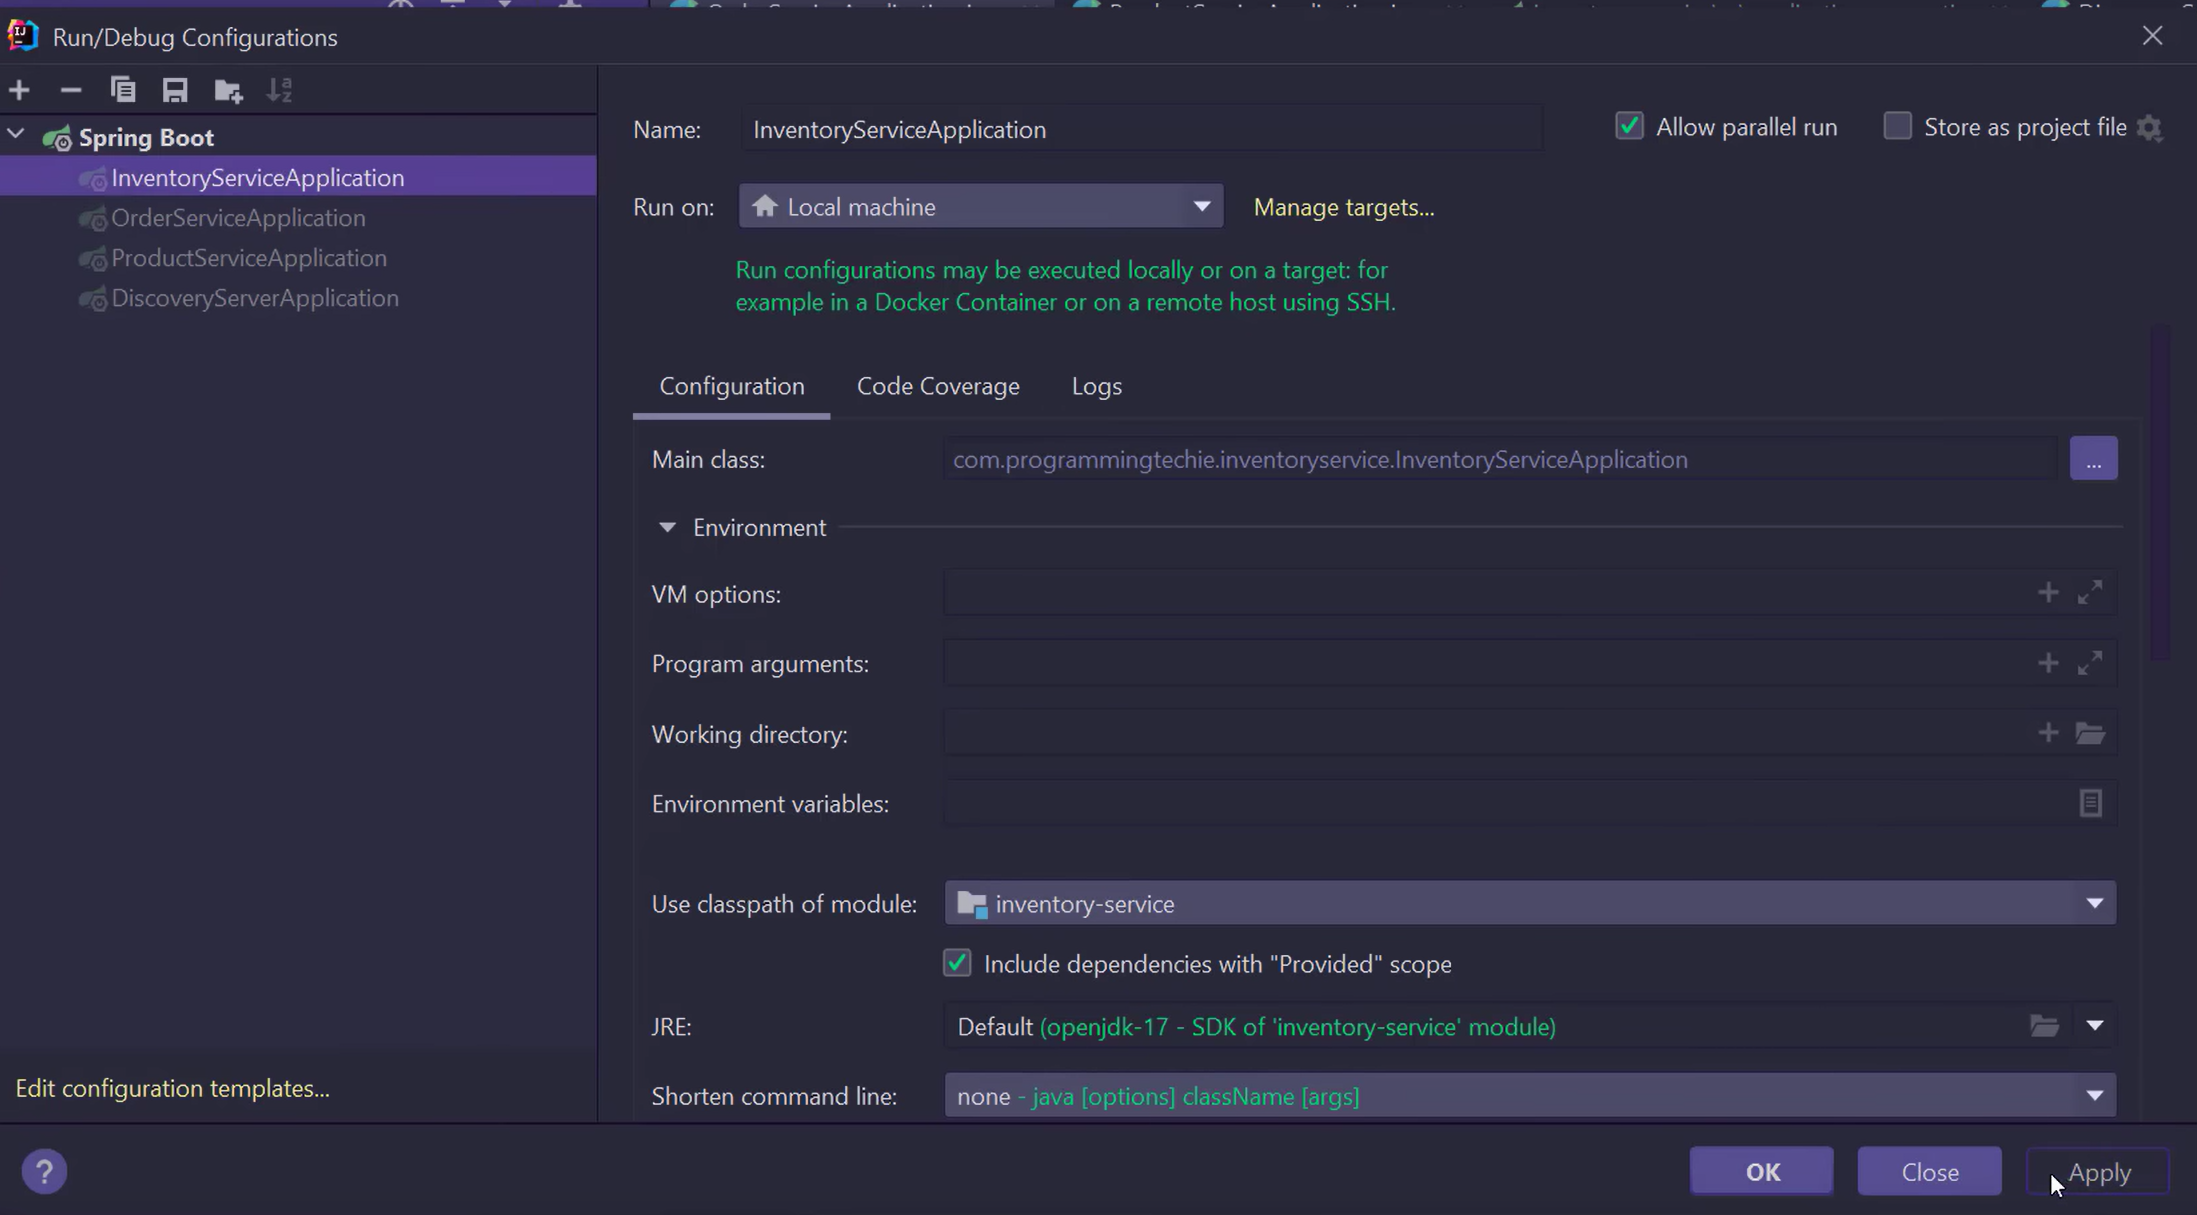 Run/Debug Configurations
Spring Boot
InventoryServiceApplication
OrderServiceApplication
ProductServiceApplication
DiscoveryServerApplication
Edit configuration templates...
Name: InventoryServiceApplication
Allow parallel run
Store as project file
Run on: Local machine
Manage targets...
Run configurations may be executed locally or on a target: for
example in a Docker Container or on a remote host using SSH.
Configuration Code Coverage Logs
Main class: com.programmingtechie.inventoryservice.InventoryServiceApplication
...
Environment
VM options:
Program arguments:
Working directory:
Environment variables:
Use classpath of module: inventory-service
Include dependencies with "Provided" scope
JRE: Default (openjdk-17 - SDK of 'inventory-service' module)
Shorten command line: none - java [options] className [args]
?
OK
Close
Apply